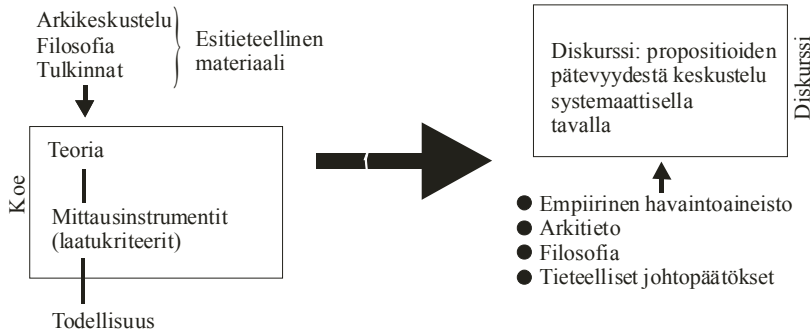 Arkikeskustelu
Filosofia
Tulkinnat
Esitieteellinen
materiaali
Koe
Teoria
Mittausinstrumentit
(laatukriteerit)
Todellisuus
Diskurssi: propositioiden
pätevyydestä keskustelu
systemaattisella
tavalla
Diskurssi
● Empiirinen havaintoaineisto
● Arkitieto
● Filosofia
● Tieteelliset johtopäätökset